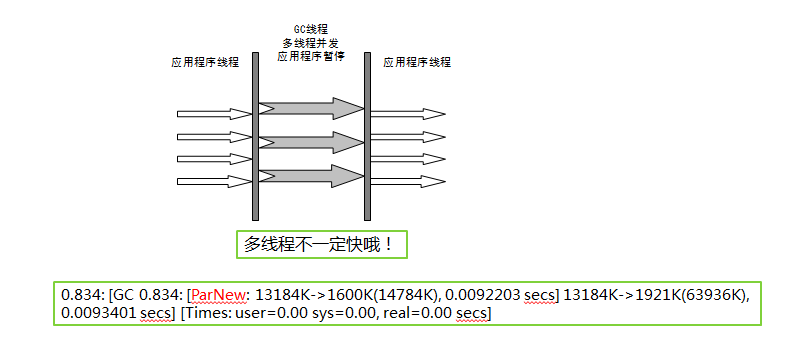 GC线程
多线程并发
应用程序暂停
应用程序线程
应用程序线程
多线程不一定快哦！
0.834: [GC 0.834: [ParNew: 13184K->1600K(14784K), 0.0092203 secs] 13184K->1921K(63936K),
0.0093401 secs] [Times: user=0.00 sys=0.00, real=0.00 secs]